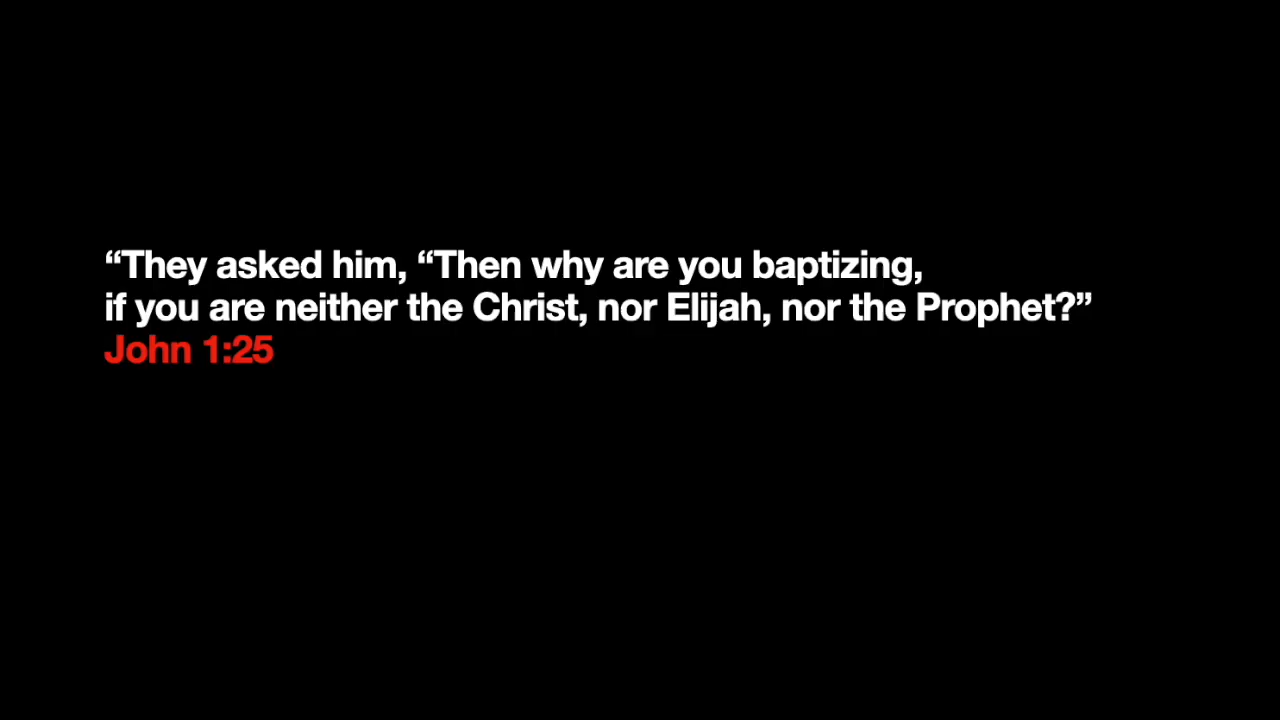 “They asked him, “Then why are you baptizing,
if you are neither the Christ, nor Elijah, nor the Prophet?”
John 1:25